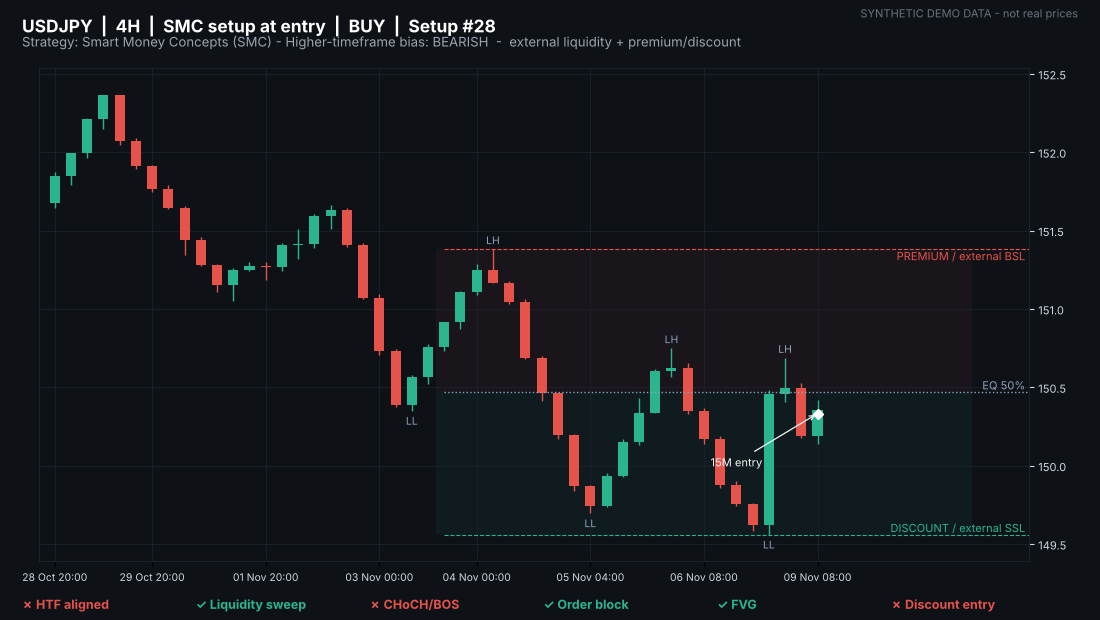 SYNTHETIC DEMO DATA - not real prices
USDJPY | 4H | SMC setup at entry | BUY | Setup #28
Strategy: Smart Money Concepts (SMC) - Higher-timeframe bias: BEARISH - external liquidity + premium/discount
152.5
152.0
151.5
LH
PREMIUM / external BSL
151.0
LH
LH
EQ 50%
150.5
LL
15M entry
150.0
LL
DISCOUNT / external SSL
LL
149.5
28 Oct 20:00 29 Oct 20:00 01 Nov 20:00 03 Nov 00:00 04 Nov 00:00 05 Nov 04:00 06 Nov 08:00 09 Nov 08:00
× HTF aligned ✓ Liquidity sweep × CHoCH/BOS ✓ Order block ✓ FVG × Discount entry